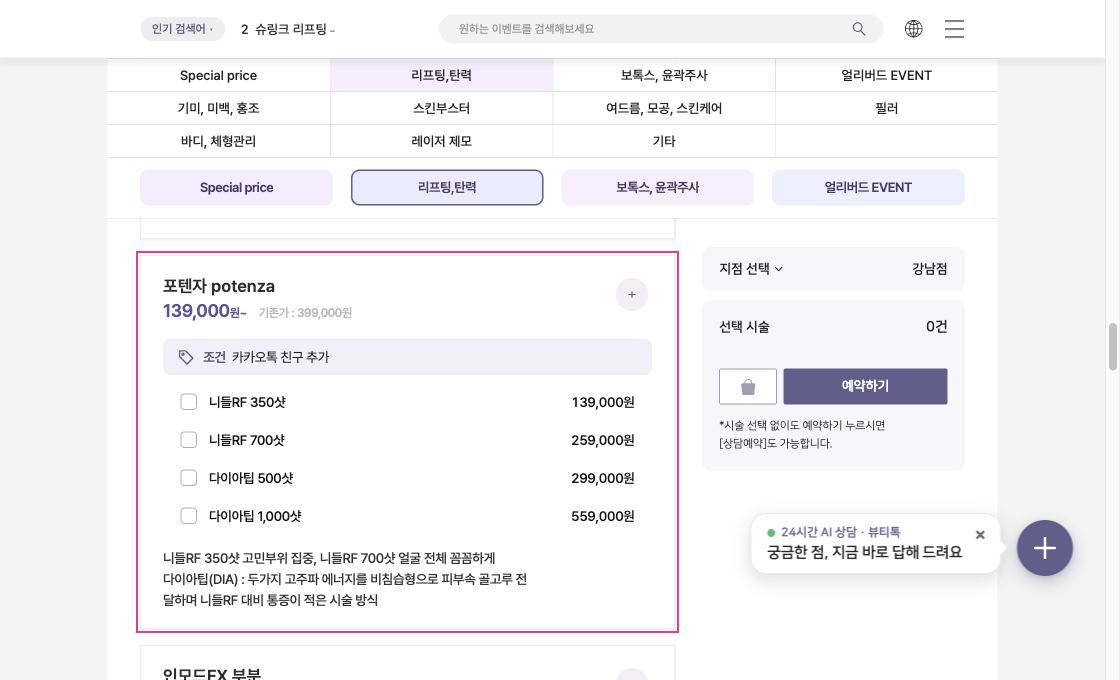 인기 검색어 ·
2 슈링크 리프팅
원하는 이벤트를 검색해보세요
Special price
리프팅,탄력
보톡스, 윤곽주사
얼리버드 EVENT
기미, 미백, 홍조
스킨부스터
여드름, 모공, 스킨케어
필러
바디, 체형관리
레이저 제모
기타
Special price
리프팅,탄력
보톡스, 윤곽주사
얼리버드 EVENT
포텐자 potenza
139,000원~ 기존가 : 399,000원
+
조건 카카오톡 친구 추가
니들RF 350샷 139,000원
니들RF 700샷 259,000원
다이아팁 500샷 299,000원
다이아팁 1,000샷 559,000원
니들RF 350샷 고민부위 집중, 니들RF 700샷 얼굴 전체 꼼꼼하게
다이아팁(DIA) : 두가지 고주파 에너지를 비침습형으로 피부속 골고루 전
달하며 니들RF 대비 통증이 적은 시술 방식
인모드FX 부분
지점 선택 강남점
선택 시술 0건
예약하기
*시술 선택 없이도 예약하기 누르시면
[상담예약]도 가능합니다.
24시간 AI 상담 · 뷰티톡
궁금한 점, 지금 바로 답해 드려요